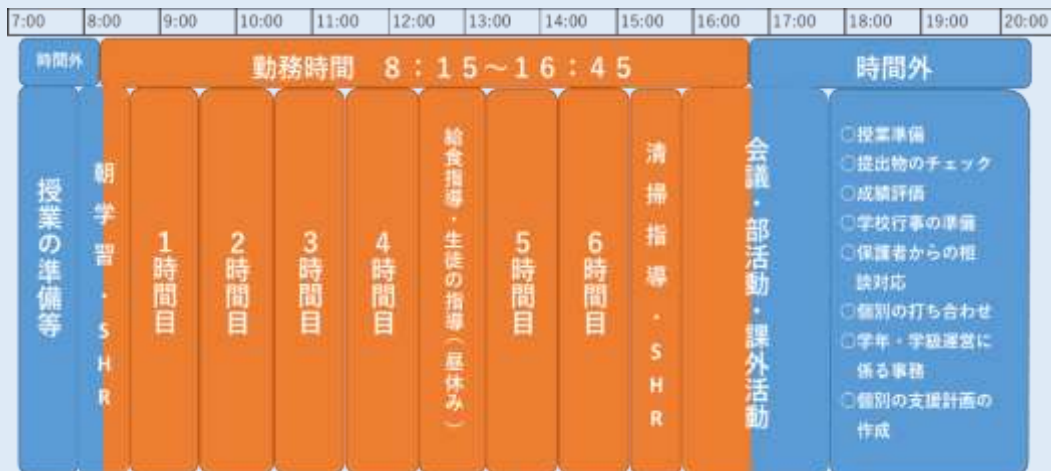 7:00 8:00 9:00 10:00 11:00 12:00 13:00 14:00 15:00 16:00 17:00 18:00 19:00 20:00
時間外
勤務時間 8:15~16:45
時間外
授業の準備等
朝学習・SHR
1時間目
2時間目
3時間目
4時間目
給食指導・生徒の指導(昼休み)
5時間目
6時間目
清掃指導・SHR
会議・部活動・課外活動
○授業準備
○提出物のチェック
○成績評価
○学校行事の準備
○保護者からの相
談対応
○個別の打ち合わせ
○学年・学級運営に
係る事務
○個別の支援計画の
作成